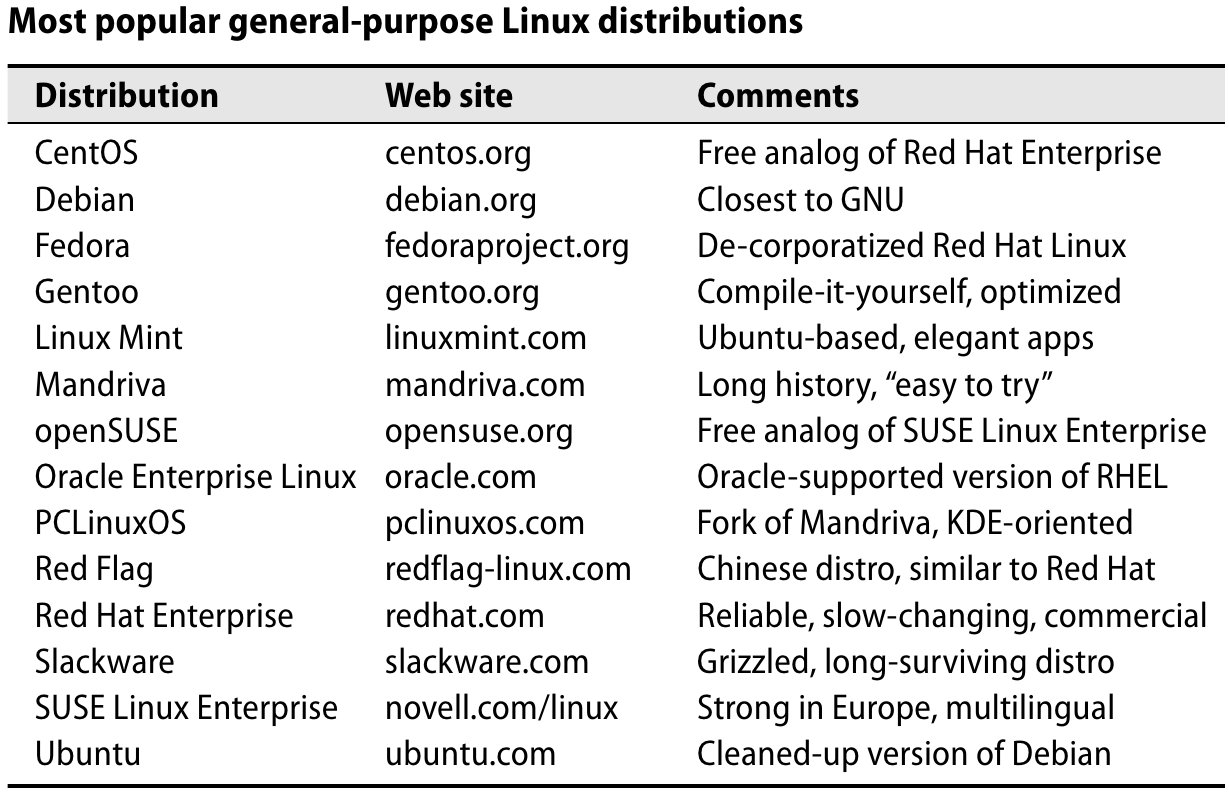 Most popular general-purpose Linux distributions
Distribution Web site Comments
CentOS centos.org Free analog of Red Hat Enterprise
Debian debian.org Closest to GNU
Fedora fedoraproject.org De-corporatized Red Hat Linux
Gentoo gentoo.org Compile-it-yourself, optimized
Linux Mint linuxmint.com Ubuntu-based, elegant apps
Mandriva mandriva.com Long history, “easy to try”
openSUSE opensuse.org Free analog of SUSE Linux Enterprise
Oracle Enterprise Linux oracle.com Oracle-supported version of RHEL
PCLinuxOS pclinuxos.com Fork of Mandriva, KDE-oriented
Red Flag redflag-linux.com Chinese distro, similar to Red Hat
Red Hat Enterprise redhat.com Reliable, slow-changing, commercial
Slackware slackware.com Grizzled, long-surviving distro
SUSE Linux Enterprise novell.com/linux Strong in Europe, multilingual
Ubuntu ubuntu.com Cleaned-up version of Debian